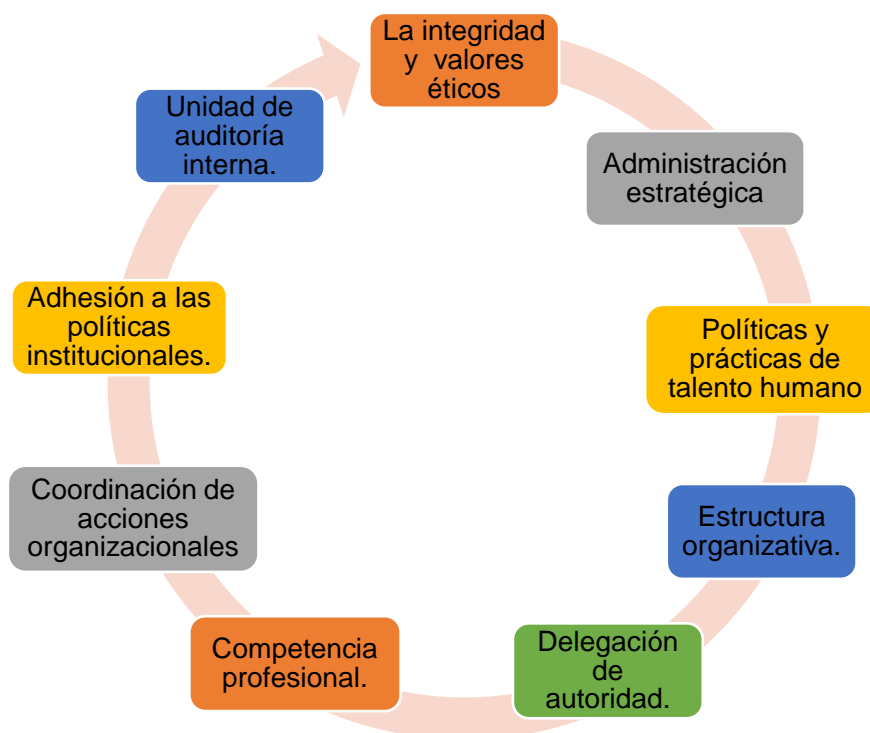 La integridad
y valores
éticos
Administración
estratégica
Políticas y
prácticas de
talento humano
Estructura
organizativa.
Delegación
de
autoridad.
Competencia
profesional.
Coordinación de
acciones
organizacionales
Adhesión a las
políticas
institucionales.
Unidad de
auditoría
interna.